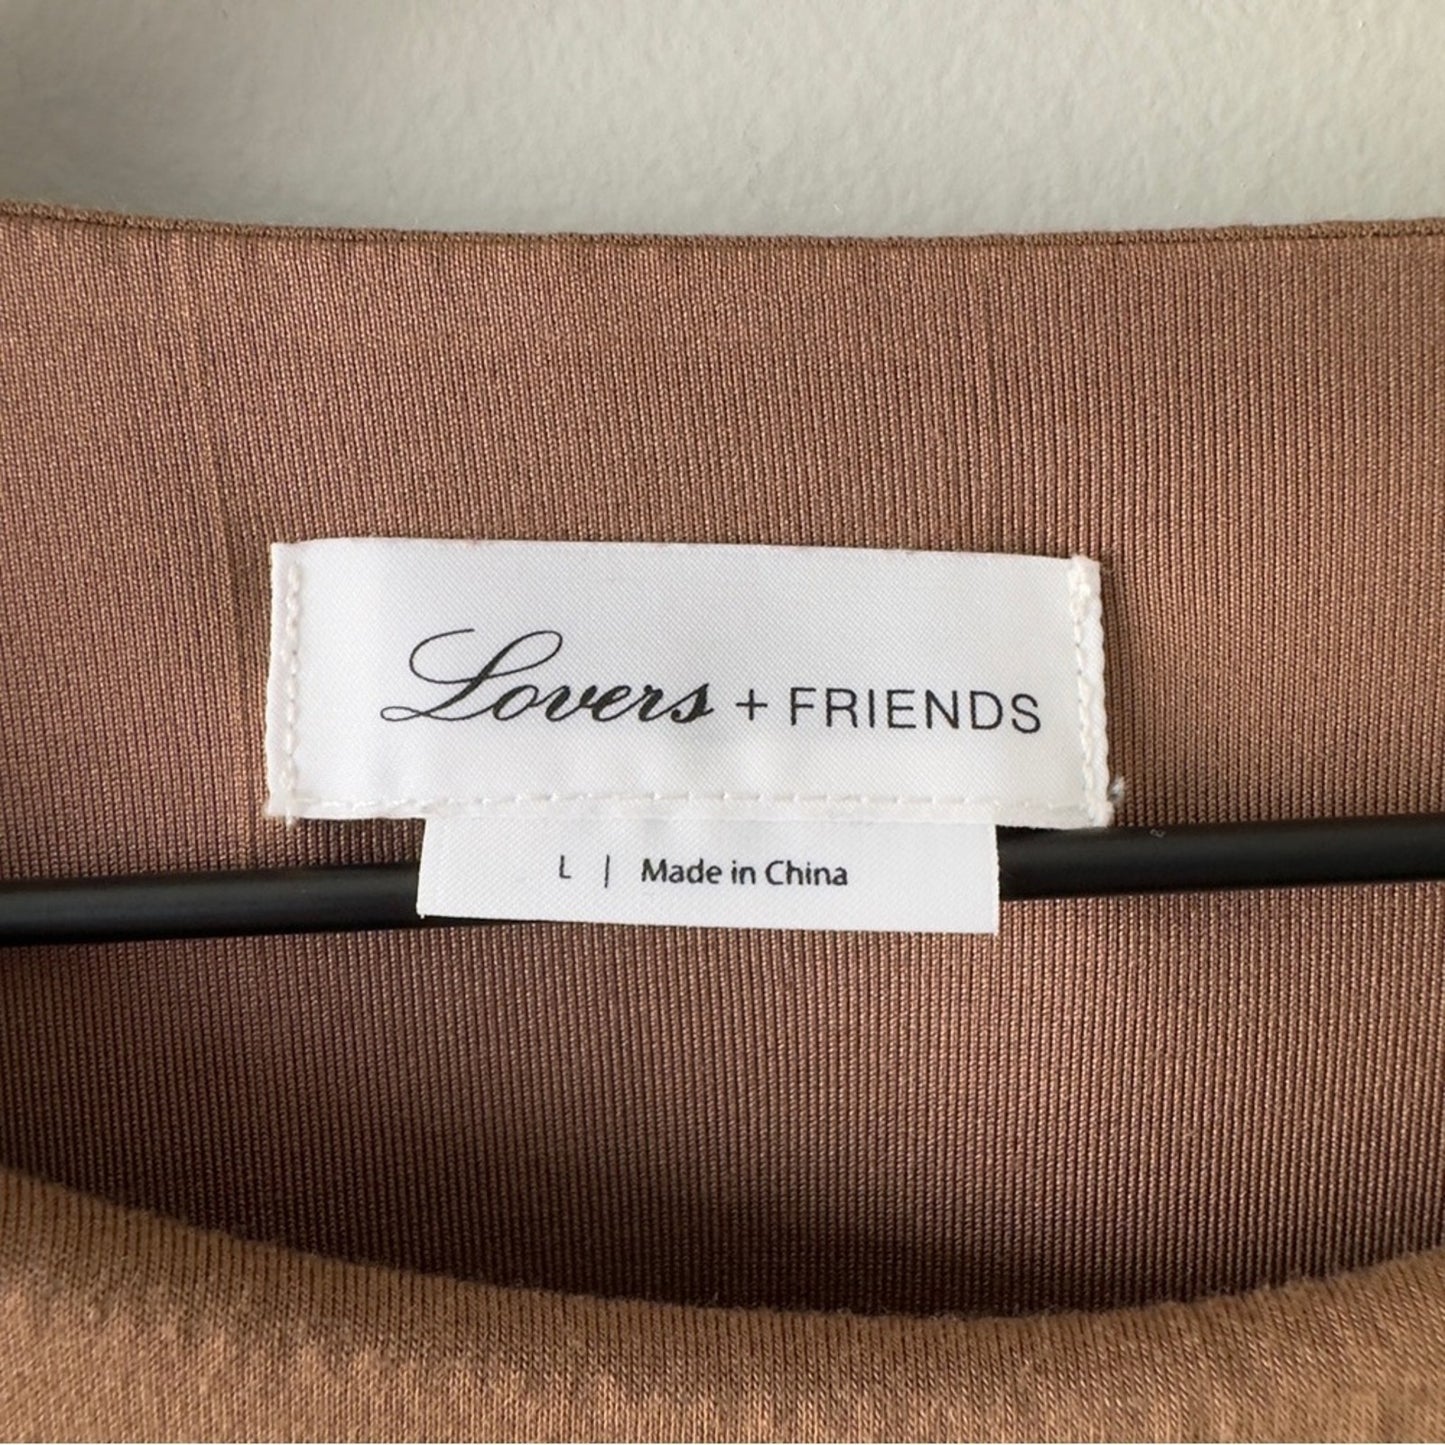 Lovers + FRIENDS
L | Made in China